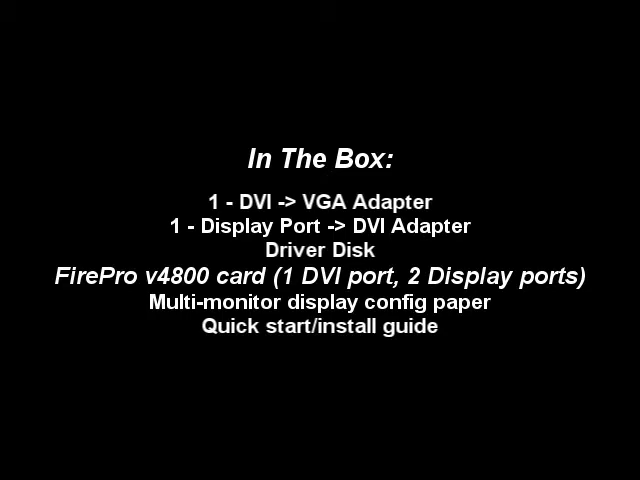 In The Box:
1 - DVI -> VGA Adapter
1 - Display Port -> DVI Adapter
Driver Disk
FirePro v4800 card (1 DVI port, 2 Display ports)
Multi-monitor display config paper
Quick start/install guide